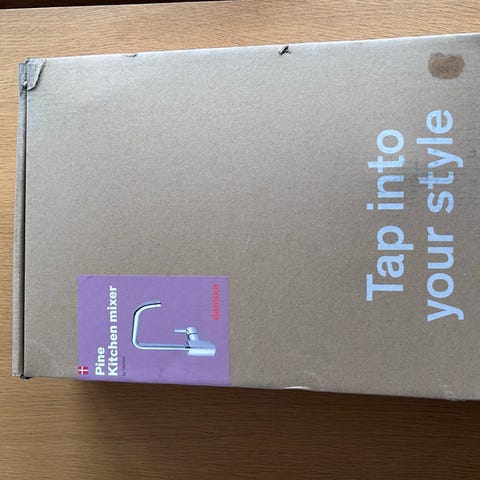 Tap into
your style
Pine
Kitchen mixer
damixa